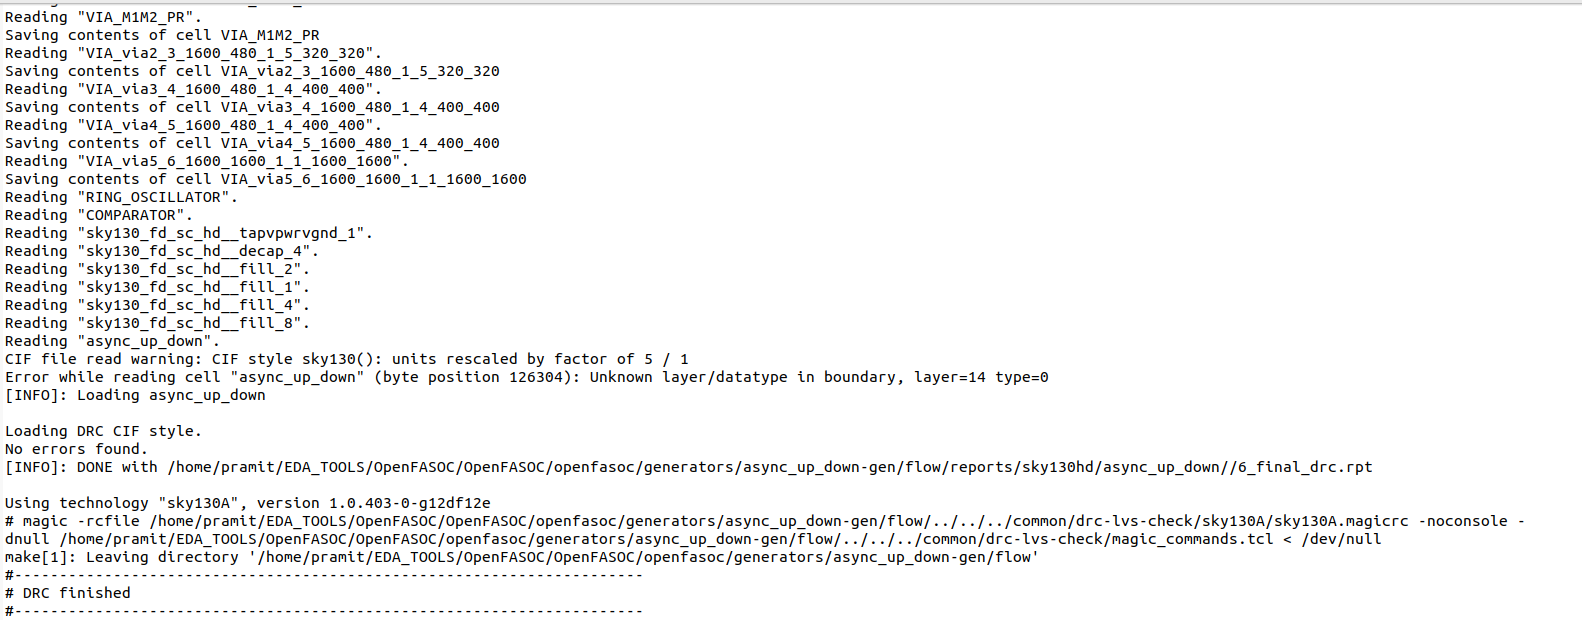 Reading "VIA_M1M2_PR".
Saving contents of cell VIA_M1M2_PR
Reading "VIA_via2_3_1600_480_1_5_320_320".
Saving contents of cell VIA_via2_3_1600_480_1_5_320_320
Reading "VIA_via3_4_1600_480_1_4_400_400".
Saving contents of cell VIA_via3_4_1600_480_1_4_400_400
Reading "VIA_via4_5_1600_480_1_4_400_400".
Saving contents of cell VIA_via4_5_1600_480_1_4_400_400
Reading "VIA_via5_6_1600_1600_1_1_1600_1600".
Saving contents of cell VIA_via5_6_1600_1600_1_1_1600_1600
Reading "RING_OSCILLATOR".
Reading "COMPARATOR".
Reading "sky130_fd_sc_hd__tapvpwrvgnd_1".
Reading "sky130_fd_sc_hd__decap_4".
Reading "sky130_fd_sc_hd__fill_2".
Reading "sky130_fd_sc_hd__fill_1".
Reading "sky130_fd_sc_hd__fill_4".
Reading "sky130_fd_sc_hd__fill_8".
Reading "async_up_down".
CIF file read warning: CIF style sky130(): units rescaled by factor of 5 / 1
Error while reading cell "async_up_down" (byte position 126304): Unknown layer/datatype in boundary, layer=14 type=0
[INFO]: Loading async_up_down
Loading DRC CIF style.
No errors found.
[INFO]: DONE with /home/pramit/EDA_TOOLS/OpenFASOC/OpenFASOC/openfasoc/generators/async_up_down-gen/flow/reports/sky130hd/async_up_down//6_final_drc.rpt
Using technology "sky130A", version 1.0.403-0-g12df12e
# magic -rcfile /home/pramit/EDA_TOOLS/OpenFASOC/OpenFASOC/openfasoc/generators/async_up_down-gen/flow/../../../common/drc-lvs-check/sky130A/sky130A.magicrc -noconsole -
dnull /home/pramit/EDA_TOOLS/OpenFASOC/OpenFASOC/openfasoc/generators/async_up_down-gen/flow/../../../common/drc-lvs-check/magic_commands.tcl < /dev/null
make[1]: Leaving directory '/home/pramit/EDA_TOOLS/OpenFASOC/OpenFASOC/openfasoc/generators/async_up_down-gen/flow'
#----------------------------------------------------------------------
# DRC finished
#----------------------------------------------------------------------